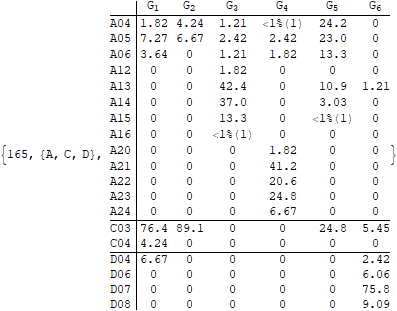 G1 G2 G3 G4 G5 G6
A04 1.82 4.24 1.21 <1%(1) 24.2 0
A05 7.27 6.67 2.42 2.42 23.0 0
A06 3.64 0 1.21 1.82 13.3 0
A12 0 0 1.82 0 0 0
A13 0 0 42.4 0 10.9 1.21
A14 0 0 37.0 0 3.03 0
A15 0 0 13.3 0 <1%(1) 0
A16 0 0 <1%(1) 0 0 0
{165, {A, C, D}, A20 0 0 0 1.82 0 0 }
A21 0 0 0 41.2 0 0
A22 0 0 0 20.6 0 0
A23 0 0 0 24.8 0 0
A24 0 0 0 6.67 0 0
C03 76.4 89.1 0 0 24.8 5.45
C04 4.24 0 0 0 0 0
D04 6.67 0 0 0 0 2.42
D06 0 0 0 0 0 6.06
D07 0 0 0 0 0 75.8
D08 0 0 0 0 0 9.09